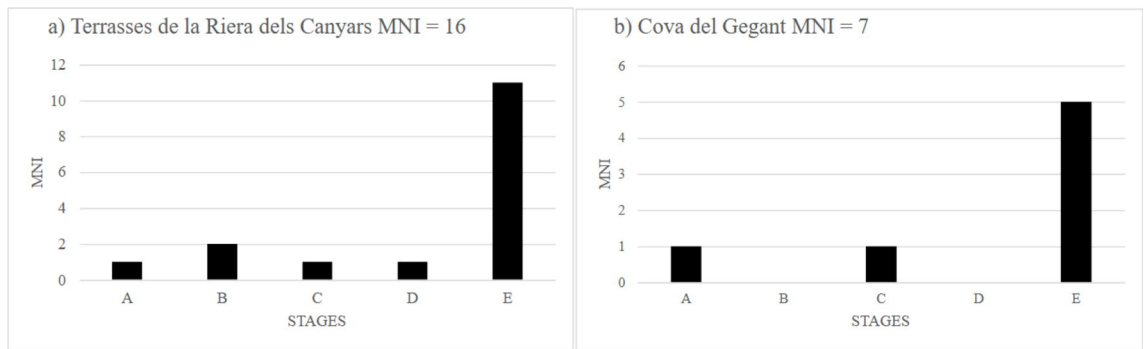 a) Terrasses de la Riera dels Canyars MNI = 16
12
10
8
6
4
2
0
MNI
A B C D E
STAGES
b) Cova del Gegant MNI = 7
6
5
4
3
2
1
0
MNI
A B C D E
STAGES